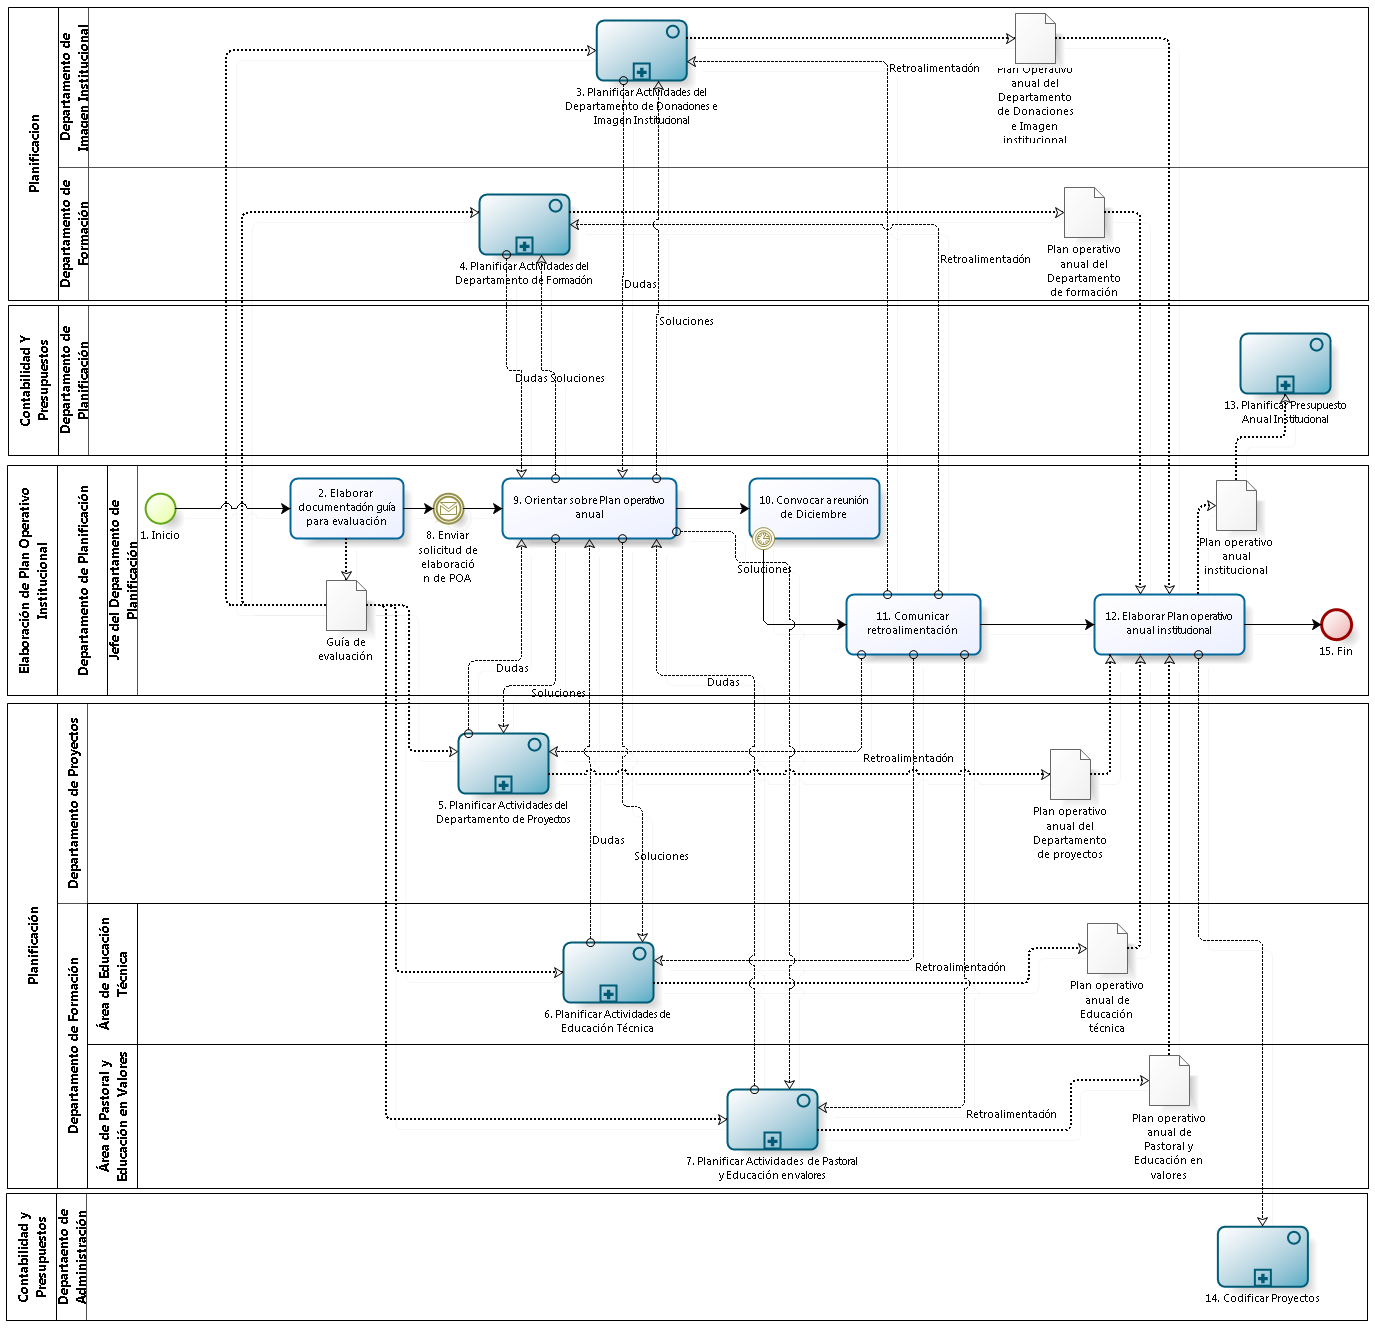 Planificacion
Departamento de
Imagen Institucional
3. Planificar Actividades del
Departamento de Donaciones e
Imagen Institucional
Retroalimentación
Plan Operativo
anual del
Departamento
de Donaciones
e Imagen
institucional
Departamento de
Formación
4. Planificar Actividades del
Departamento de Formación
Retroalimentación
Plan operativo
anual del
Departamento
de formación
Dudas
Soluciones
Contabilidad Y
Presupuestos
Departamento de
Planificación
Dudas
Soluciones
13. Planificar Presupuesto
Anual Institucional
Elaboración de Plan Operativo
Institucional
Departamento de Planificación
Jefe del Departamento de
Planificación
1. Inicio
2. Elaborar
documentación guía
para evaluación
8. Enviar
solicitud de
elaboració
n de POA
9. Orientar sobre Plan operativo
anual
10. Convocar a reunión
de Diciembre
Plan operativo
anual
institucional
Soluciones
Guía de
evaluación
11. Comunicar
retroalimentación
12. Elaborar Plan operativo
anual institucional
15. Fin
Dudas
Soluciones
Dudas
Planificación
Departamento de Proyectos
5. Planificar Actividades del
Departamento de Proyectos
Retroalimentación
Plan operativo
anual del
Departamento
de proyectos
Dudas
Soluciones
Departamento de Formación
Área de Educación
Técnica
6. Planificar Actividades de
Educación Técnica
Retroalimentación
Plan operativo
anual de
Educación
técnica
Área de Pastoral y
Educación en Valores
7. Planificar Actividades de Pastoral
y Educación en valores
Retroalimentación
Plan operativo
anual de
Pastoral y
Educación en
valores
Contabilidad y
Presupuestos
Departaento de
Administración
14. Codificar Proyectos